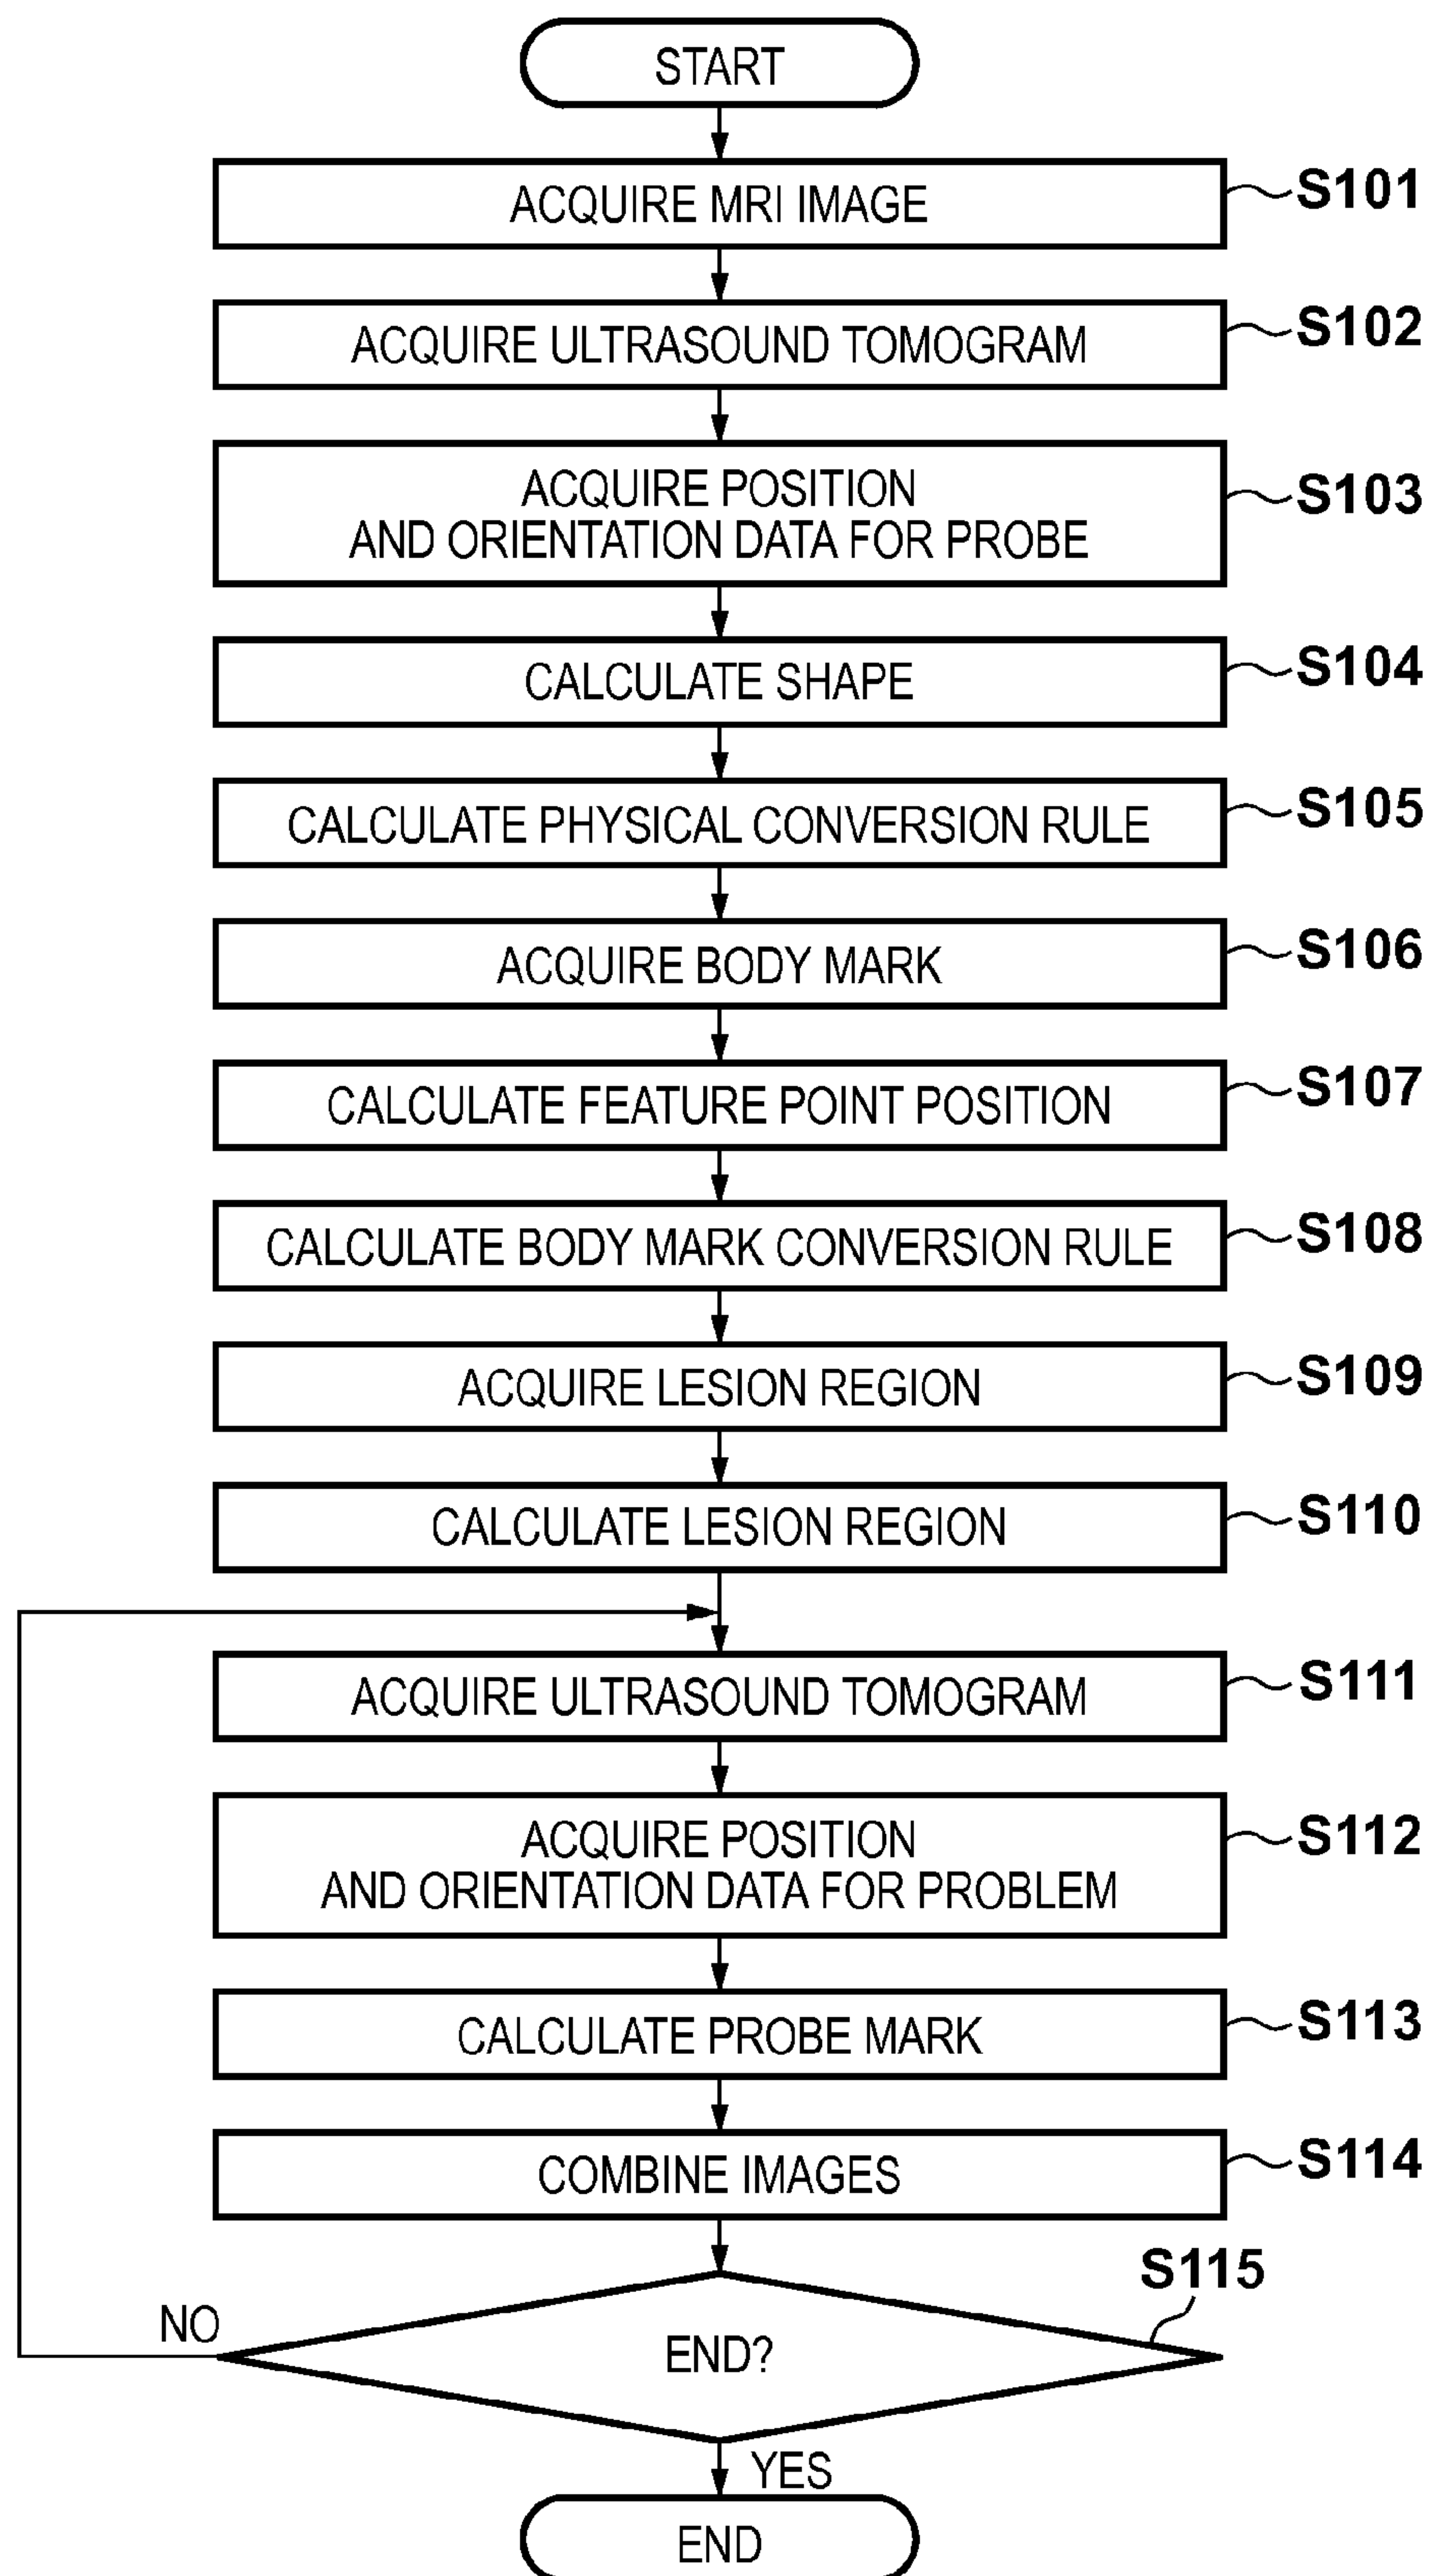 START
ACQUIRE MRI IMAGE
S101
ACQUIRE ULTRASOUND TOMOGRAM
S102
ACQUIRE POSITION
AND ORIENTATION DATA FOR PROBE
S103
CALCULATE SHAPE
S104
CALCULATE PHYSICAL CONVERSION RULE
S105
ACQUIRE BODY MARK
S106
CALCULATE FEATURE POINT POSITION
S107
CALCULATE BODY MARK CONVERSION RULE
S108
ACQUIRE LESION REGION
S109
CALCULATE LESION REGION
S110
ACQUIRE ULTRASOUND TOMOGRAM
S111
ACQUIRE POSITION
AND ORIENTATION DATA FOR PROBLEM
S112
CALCULATE PROBE MARK
S113
COMBINE IMAGES
S114
S115
NO
END?
YES
END